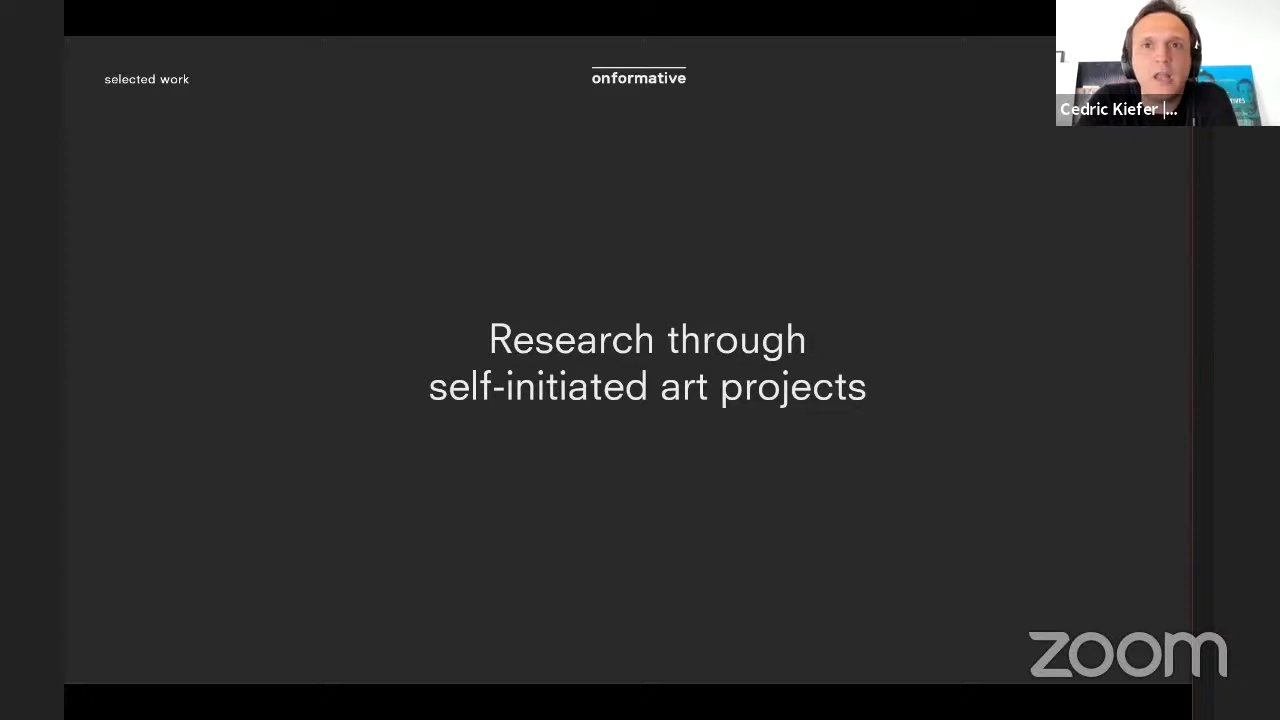 selected work
onformative
Cedric Kiefer |...
Research through
self-initiated art projects
zoom